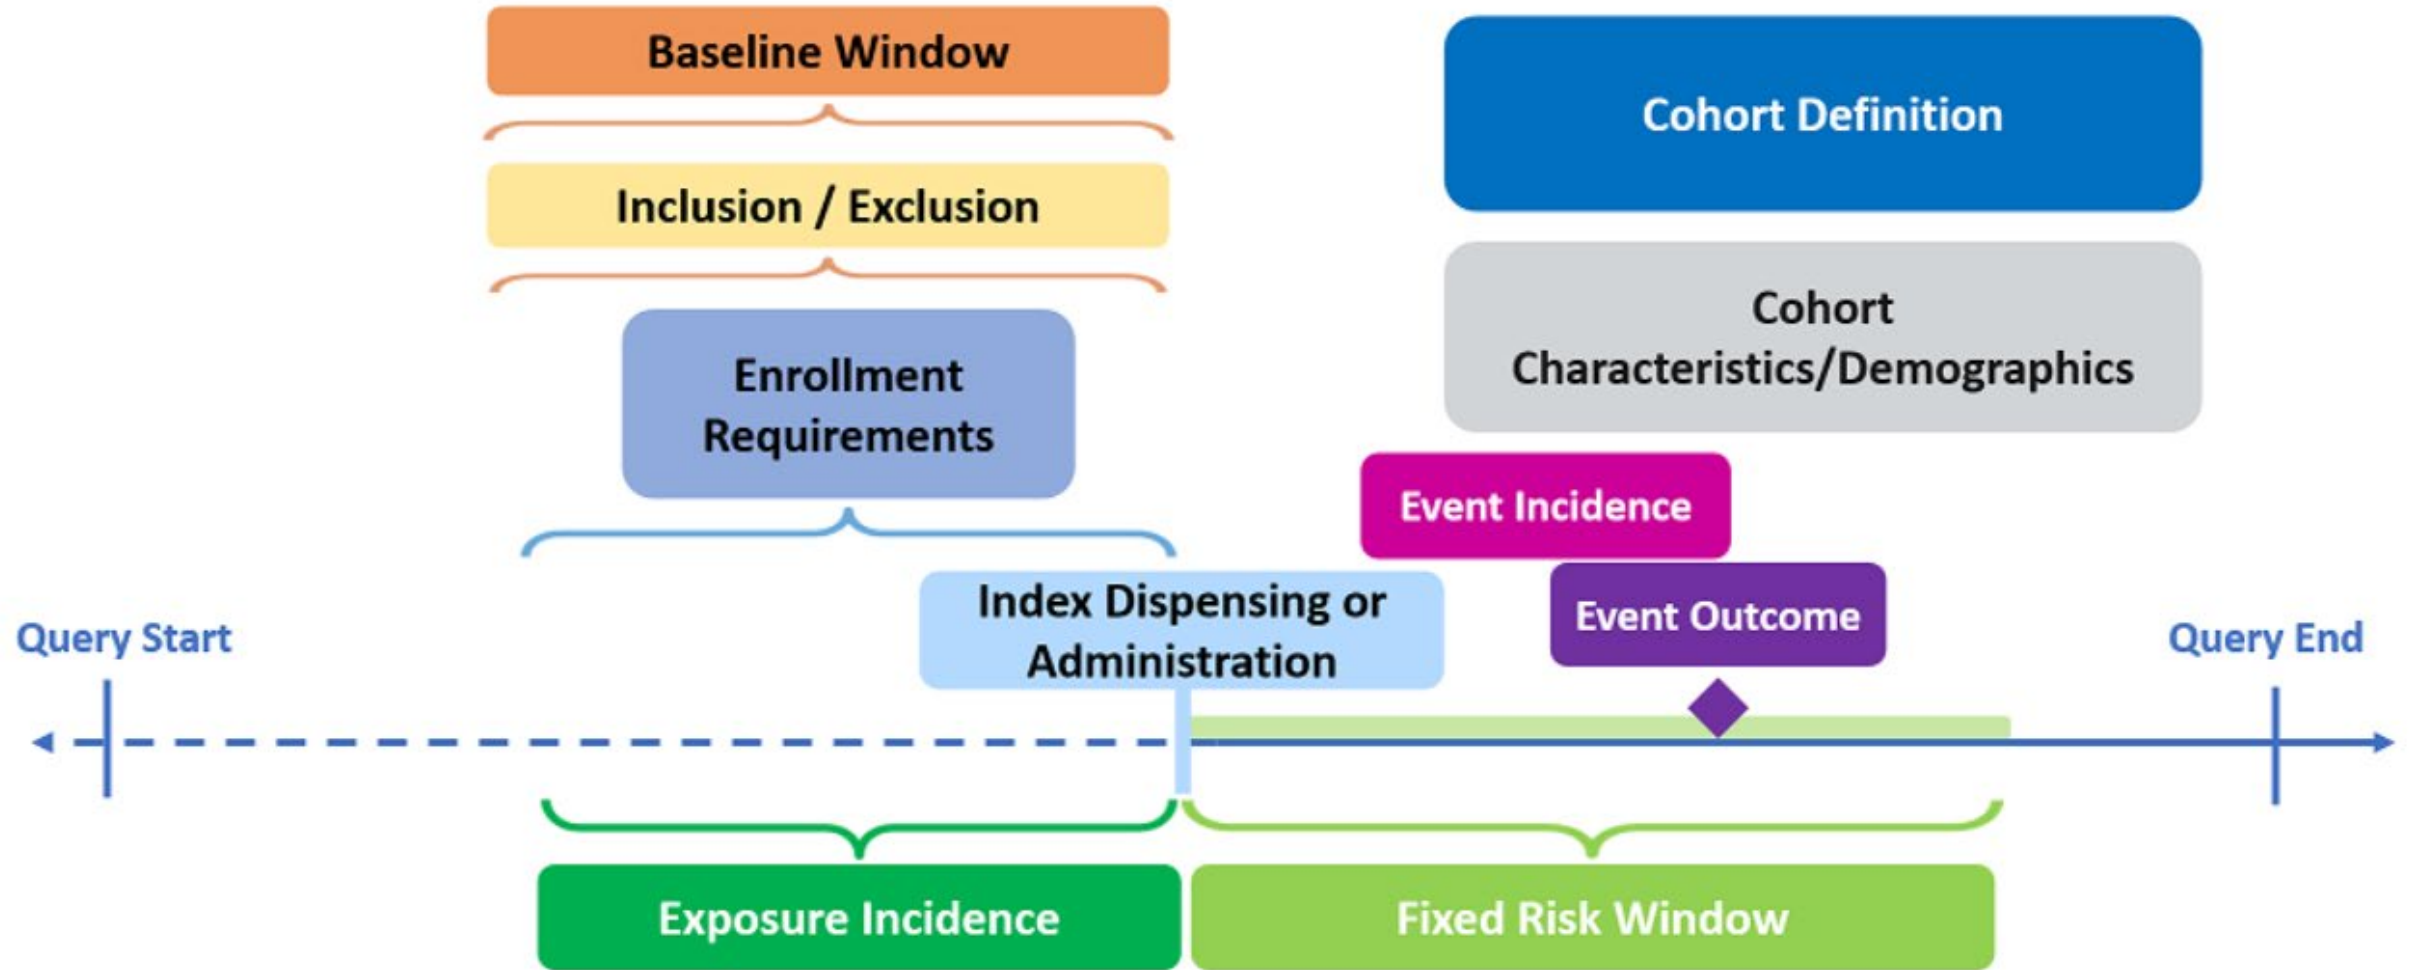 Baseline Window
Inclusion / Exclusion
Enrollment
Requirements
Cohort Definition
Cohort
Characteristics/Demographics
Event Incidence
Event Outcome
Index Dispensing or
Administration
Query Start
Query End
Exposure Incidence
Fixed Risk Window